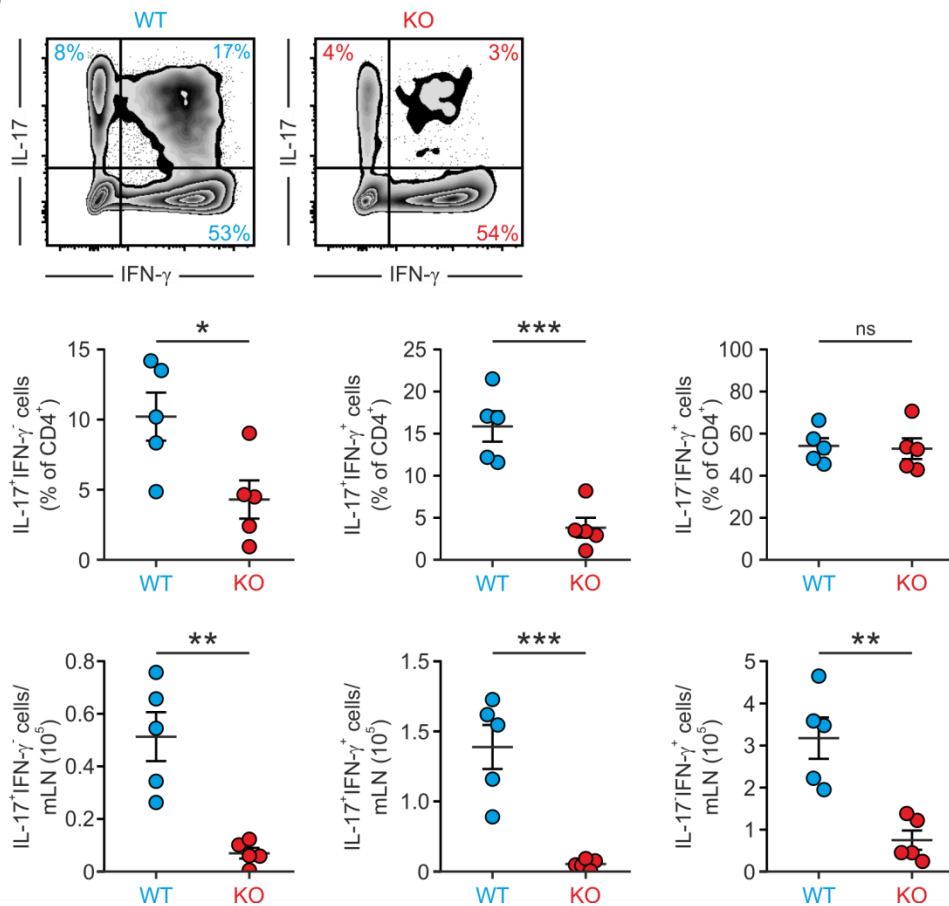 WT KO
8% 17% 4% 3%
IL-17 IL-17
53% 54%
IFN-γ IFN-γ
* *** ns
IL-17⁺IFN-γ⁻ cells
(% of CD4⁺)
15
10
5
0
WT KO
IL-17⁺IFN-γ⁺ cells
(% of CD4⁺)
25
20
15
10
5
0
WT KO
IL-17⁻IFN-γ⁺ cells
(% of CD4⁺)
100
80
60
40
20
0
WT KO
** *** **
IL-17⁺IFN-γ⁻ cells/
mLN (10⁵)
0.8
0.6
0.4
0.2
0
WT KO
IL-17⁺IFN-γ⁺ cells/
mLN (10⁵)
1.5
1.5
1.0
0
WT KO
IL-17⁻IFN-γ⁺ cells/
mLN (10⁵)
5
4
3
2
1
0
WT KO